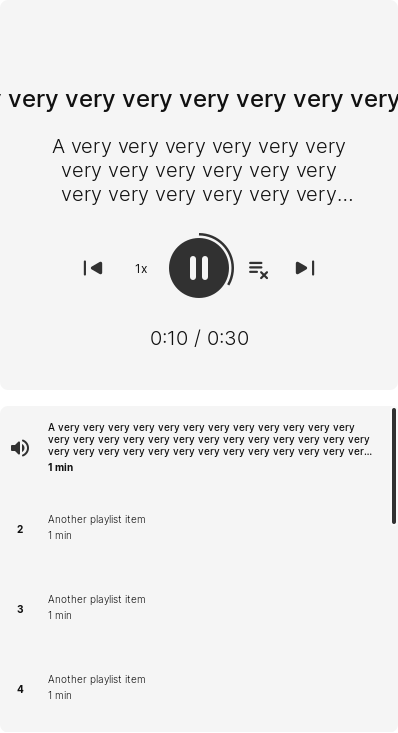 very very very very very very very
A very very very very very very
very very very very very very
very very very very very very...
1x
0:10 / 0:30
A very very very very very very very very very very very very
very very very very very very very very very very very very very
very very very very very very very very very very very very ver...
1 min
2
Another playlist item
1 min
3
Another playlist item
1 min
4
Another playlist item
1 min